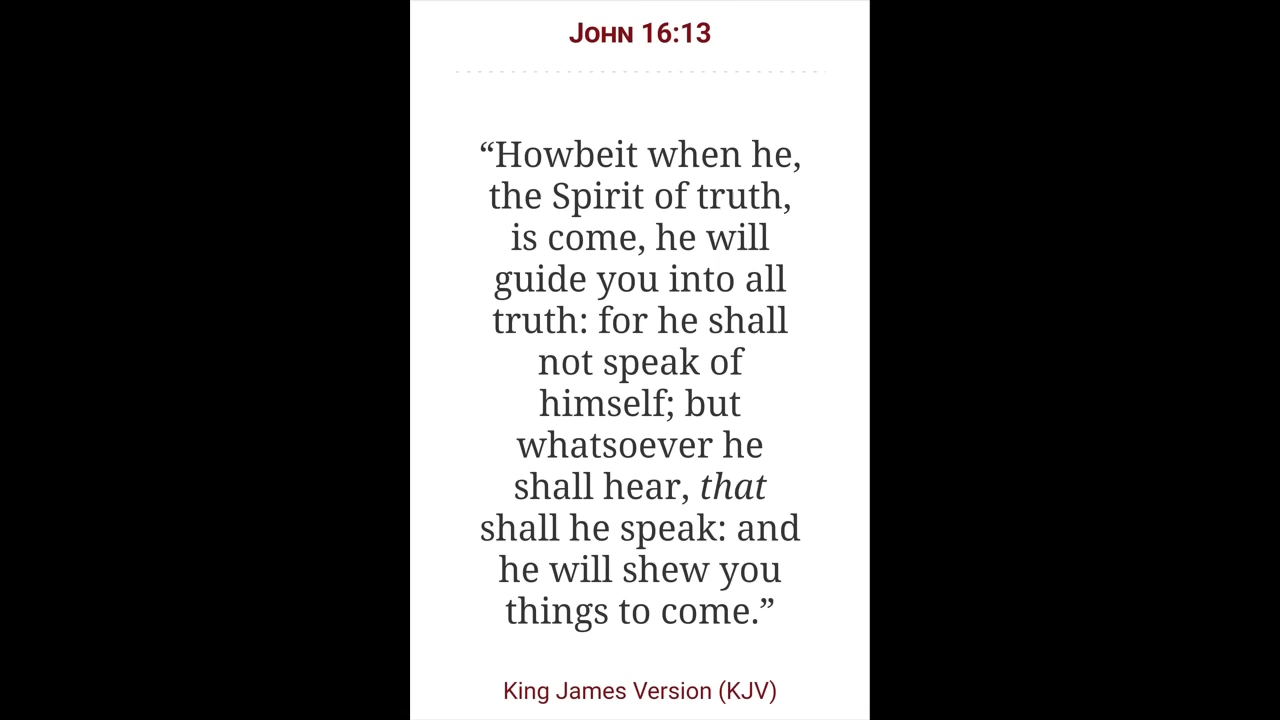 John 16:13
“Howbeit when he,
the Spirit of truth,
is come, he will
guide you into all
truth: for he shall
not speak of
himself; but
whatsoever he
shall hear, that
shall he speak: and
he will shew you
things to come.”
King James Version (KJV)